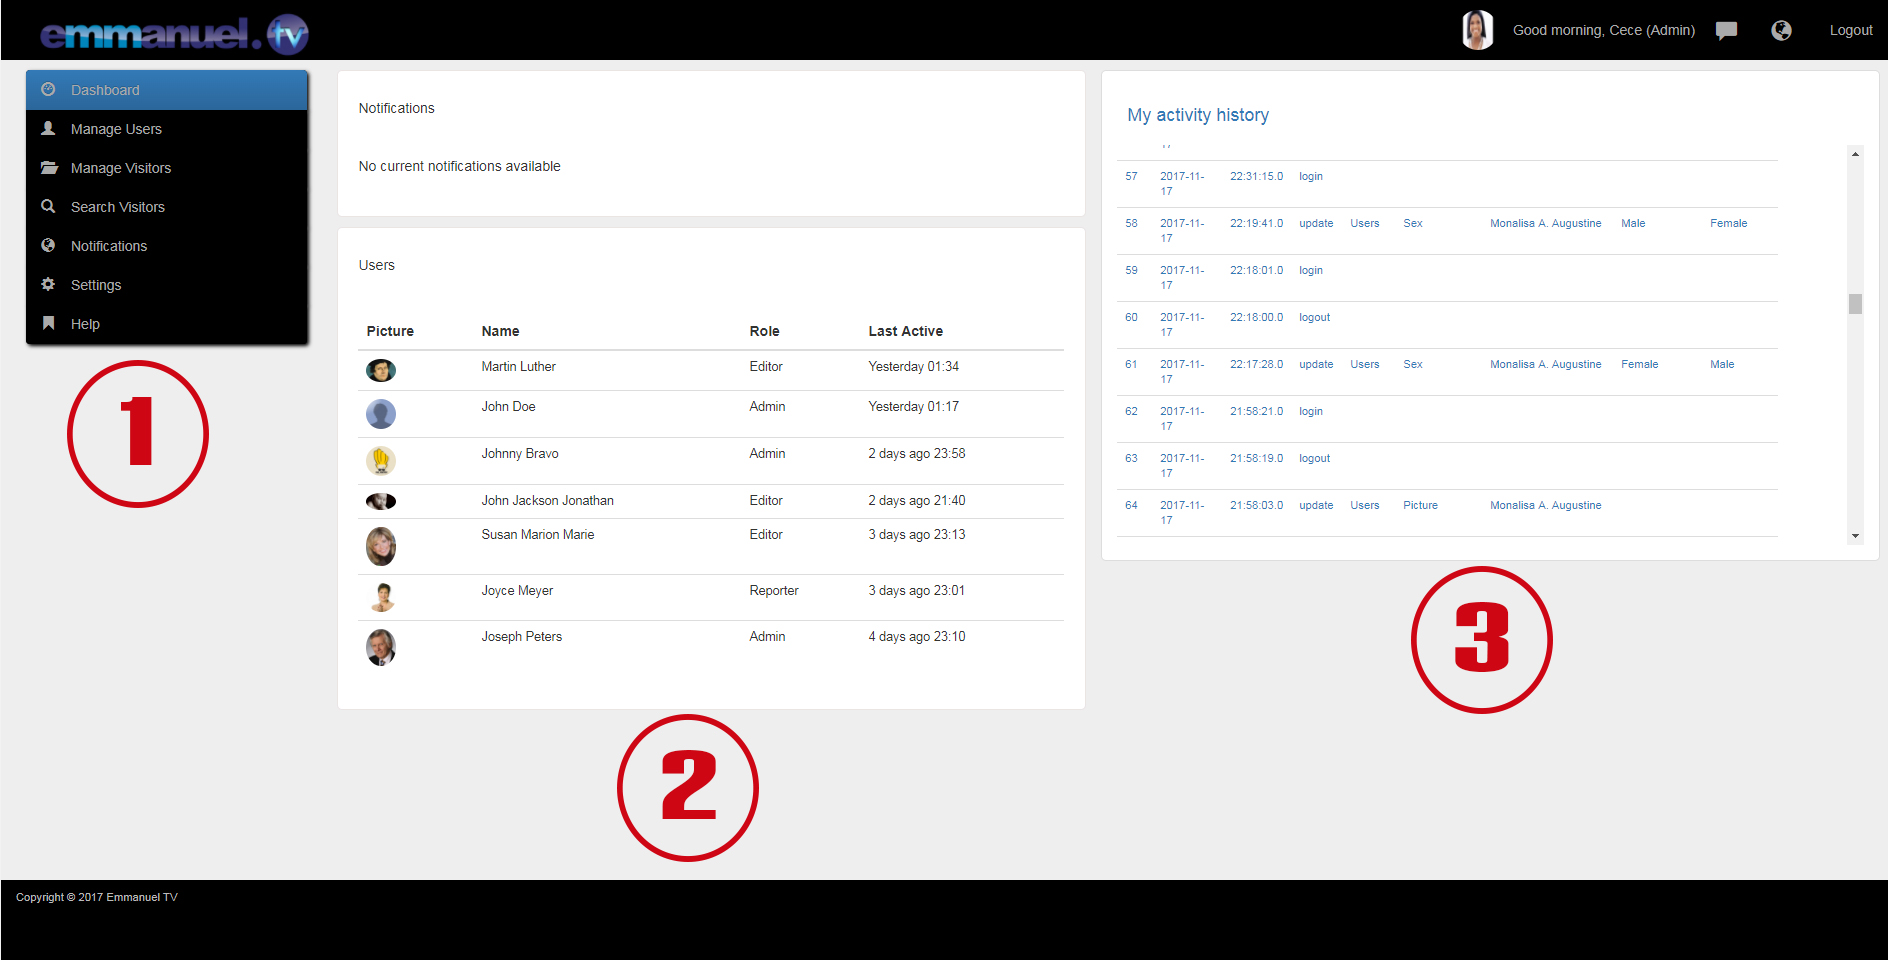 emmanuel.tv
Good morning, Cece (Admin)
Logout
Dashboard
Manage Users
Manage Visitors
Search Visitors
Notifications
Settings
Help
1
Notifications
No current notifications available
Users
Picture Name Role Last Active
Martin Luther Editor Yesterday 01:34
John Doe Admin Yesterday 01:17
Johnny Bravo Admin 2 days ago 23:58
John Jackson Jonathan Editor 2 days ago 21:40
Susan Marion Marie Editor 3 days ago 23:13
Joyce Meyer Reporter 3 days ago 23:01
Joseph Peters Admin 4 days ago 23:10
2
My activity history
57 2017-11- 22:31:15.0 login
17
58 2017-11- 22:19:41.0 update Users Sex Monalisa A. Augustine Male Female
17
59 2017-11- 22:18:01.0 login
17
60 2017-11- 22:18:00.0 logout
17
61 2017-11- 22:17:28.0 update Users Sex Monalisa A. Augustine Female Male
17
62 2017-11- 21:58:21.0 login
17
63 2017-11- 21:58:19.0 logout
17
64 2017-11- 21:58:03.0 update Users Picture Monalisa A. Augustine
17
3
Copyright © 2017 Emmanuel TV